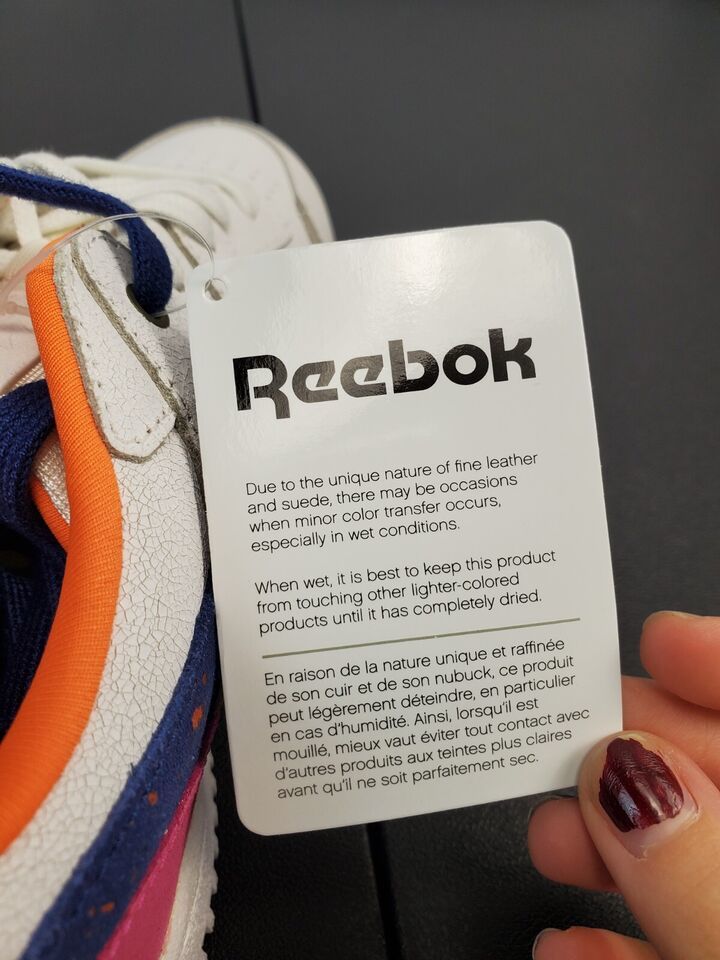 Reebok
Due to the unique nature of fine leather
and suede, there may be occasions
when minor color transfer occurs,
especially in wet conditions.
When wet, it is best to keep this product
from touching other lighter-colored
products until it has completely dried.
En raison de la nature unique et raffinée
de son cuir et de son nubuck, ce produit
peut légèrement déteindre, en particulier
en cas d'humidité. Ainsi, lorsqu'il est
mouillé, mieux vaut éviter tout contact avec
d'autres produits aux teintes plus claires
avant qu'il ne soit parfaitement sec.